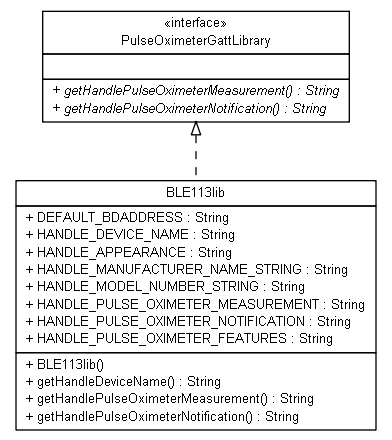 «interface»
PulseOximeterGattLibrary
+ getHandlePulseOximeterMeasurement() : String
+ getHandlePulseOximeterNotification() : String
BLE113lib
+ DEFAULT_BDADDRESS : String
+ HANDLE_DEVICE_NAME : String
+ HANDLE_APPEARANCE : String
+ HANDLE_MANUFACTURER_NAME_STRING : String
+ HANDLE_MODEL_NUMBER_STRING : String
+ HANDLE_PULSE_OXIMETER_MEASUREMENT : String
+ HANDLE_PULSE_OXIMETER_NOTIFICATION : String
+ HANDLE_PULSE_OXIMETER_FEATURES : String
+ BLE113lib()
+ getHandleDeviceName() : String
+ getHandlePulseOximeterMeasurement() : String
+ getHandlePulseOximeterNotification() : String